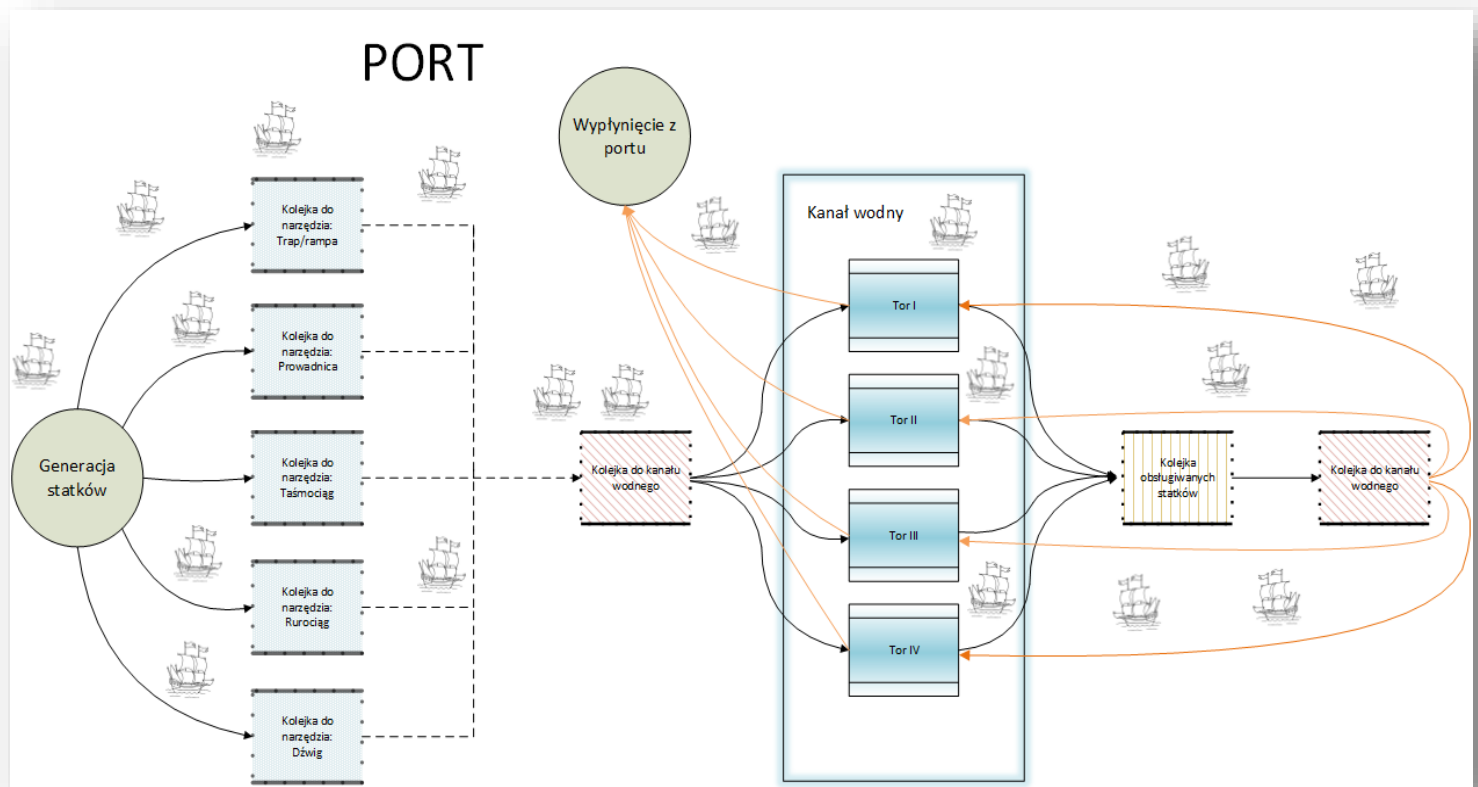 PORT
Generacja
statków
Kolejka do
narzędzia:
Trap/rampa
Kolejka do
narzędzia:
Prowadnica
Kolejka do
narzędzia:
Taśmociąg
Kolejka do
narzędzia:
Rurociąg
Kolejka do
narzędzia:
Dźwig
Wypłynięcie z
portu
Kolejka do kanału
wodnego
Kanał wodny
Tor I
Tor II
Tor III
Tor IV
Kolejka
obsługiwanych
statków
Kolejka do kanału
wodnego